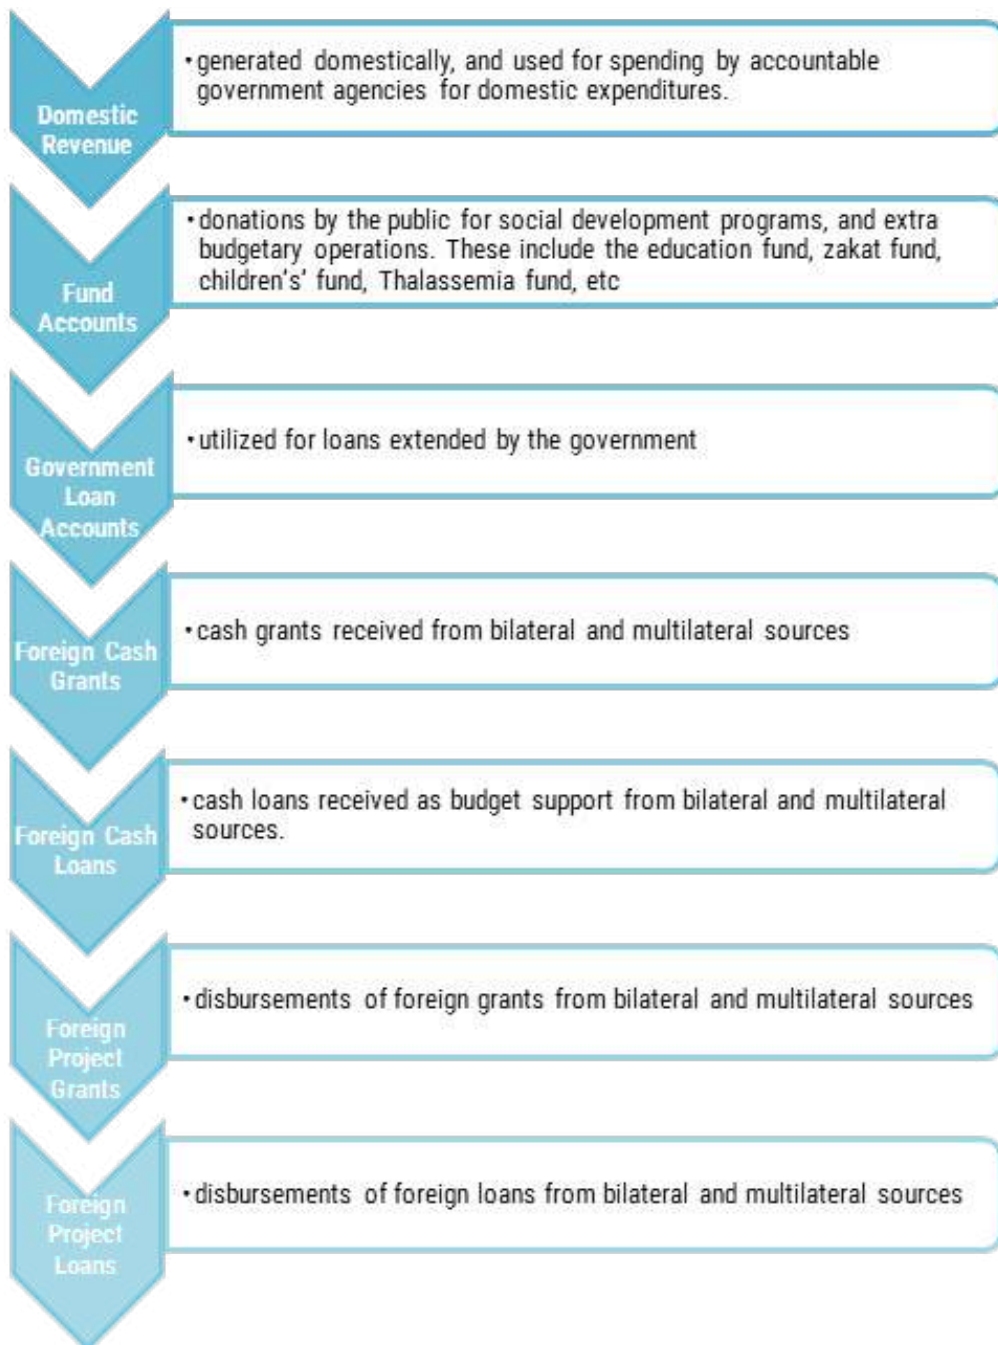 Domestic
Revenue
•generated domestically, and used for spending by accountable
government agencies for domestic expenditures.
Fund
Accounts
•donations by the public for social development programs, and extra
budgetary operations. These include the education fund, zakat fund,
children's' fund, Thalassemia fund, etc
Government
Loan
Accounts
•utilized for loans extended by the government
Foreign Cash
Grants
•cash grants received from bilateral and multilateral sources
Foreign Cash
Loans
•cash loans received as budget support from bilateral and multilateral
sources.
Foreign
Project
Grants
•disbursements of foreign grants from bilateral and multilateral sources
Foreign
Project
Loans
•disbursements of foreign loans from bilateral and multilateral sources